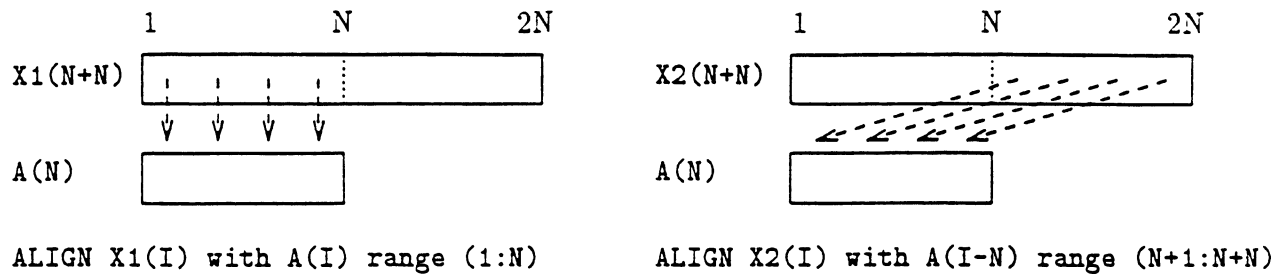 1 N 2N
X1(N+N)
A(N)
ALIGN X1(I) with A(I) range (1:N)
1 N 2N
X2(N+N)
A(N)
ALIGN X2(I) with A(I-N) range (N+1:N+N)